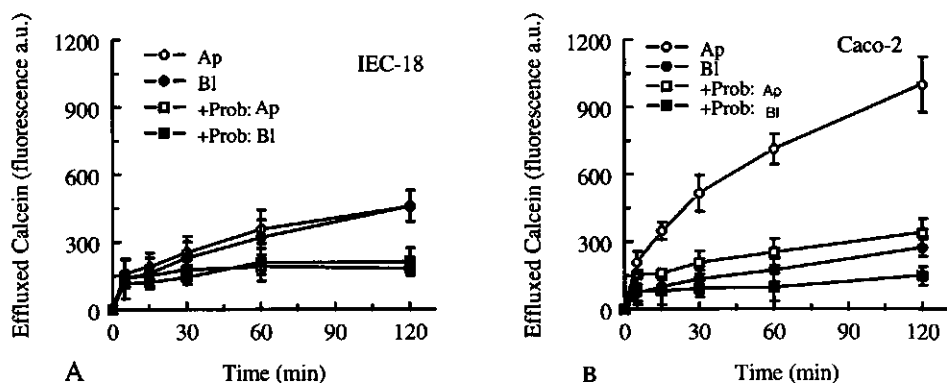 1200
900
600
300
0
Effluxed Calcein (fluorescence a.u.)
Ap
Bl
+Prob: Ap
+Prob: Bl
IEC-18
0 30 60 90 120
A Time (min)
1200
900
600
300
0
Effluxed Calcein (fluorescence a.u.)
Caco-2
Ap
Bl
+Prob: Ap
+Prob: Bl
0 30 60 90 120
B Time (min)